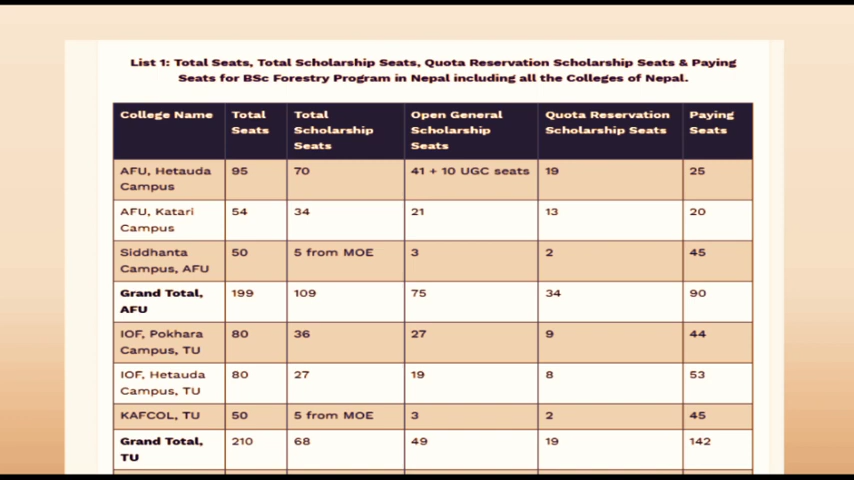 List 1: Total Seats, Total Scholarship Seats, Quota Reservation Scholarship Seats & Paying
Seats for BSc Forestry Program in Nepal including all the Colleges of Nepal.
College Name | Total Seats | Total Scholarship Seats | Open General Scholarship Seats | Quota Reservation Scholarship Seats | Paying Seats
AFU, Hetauda Campus | 95 | 70 | 41 + 10 UGC seats | 19 | 25
AFU, Katari Campus | 54 | 34 | 21 | 13 | 20
Siddhanta Campus, AFU | 50 | 5 from MOE | 3 | 2 | 45
Grand Total, AFU | 199 | 109 | 75 | 34 | 90
IOF, Pokhara Campus, TU | 80 | 36 | 27 | 9 | 44
IOF, Hetauda Campus, TU | 80 | 27 | 19 | 8 | 53
KAFCOL, TU | 50 | 5 from MOE | 3 | 2 | 45
Grand Total, TU | 210 | 68 | 49 | 19 | 142